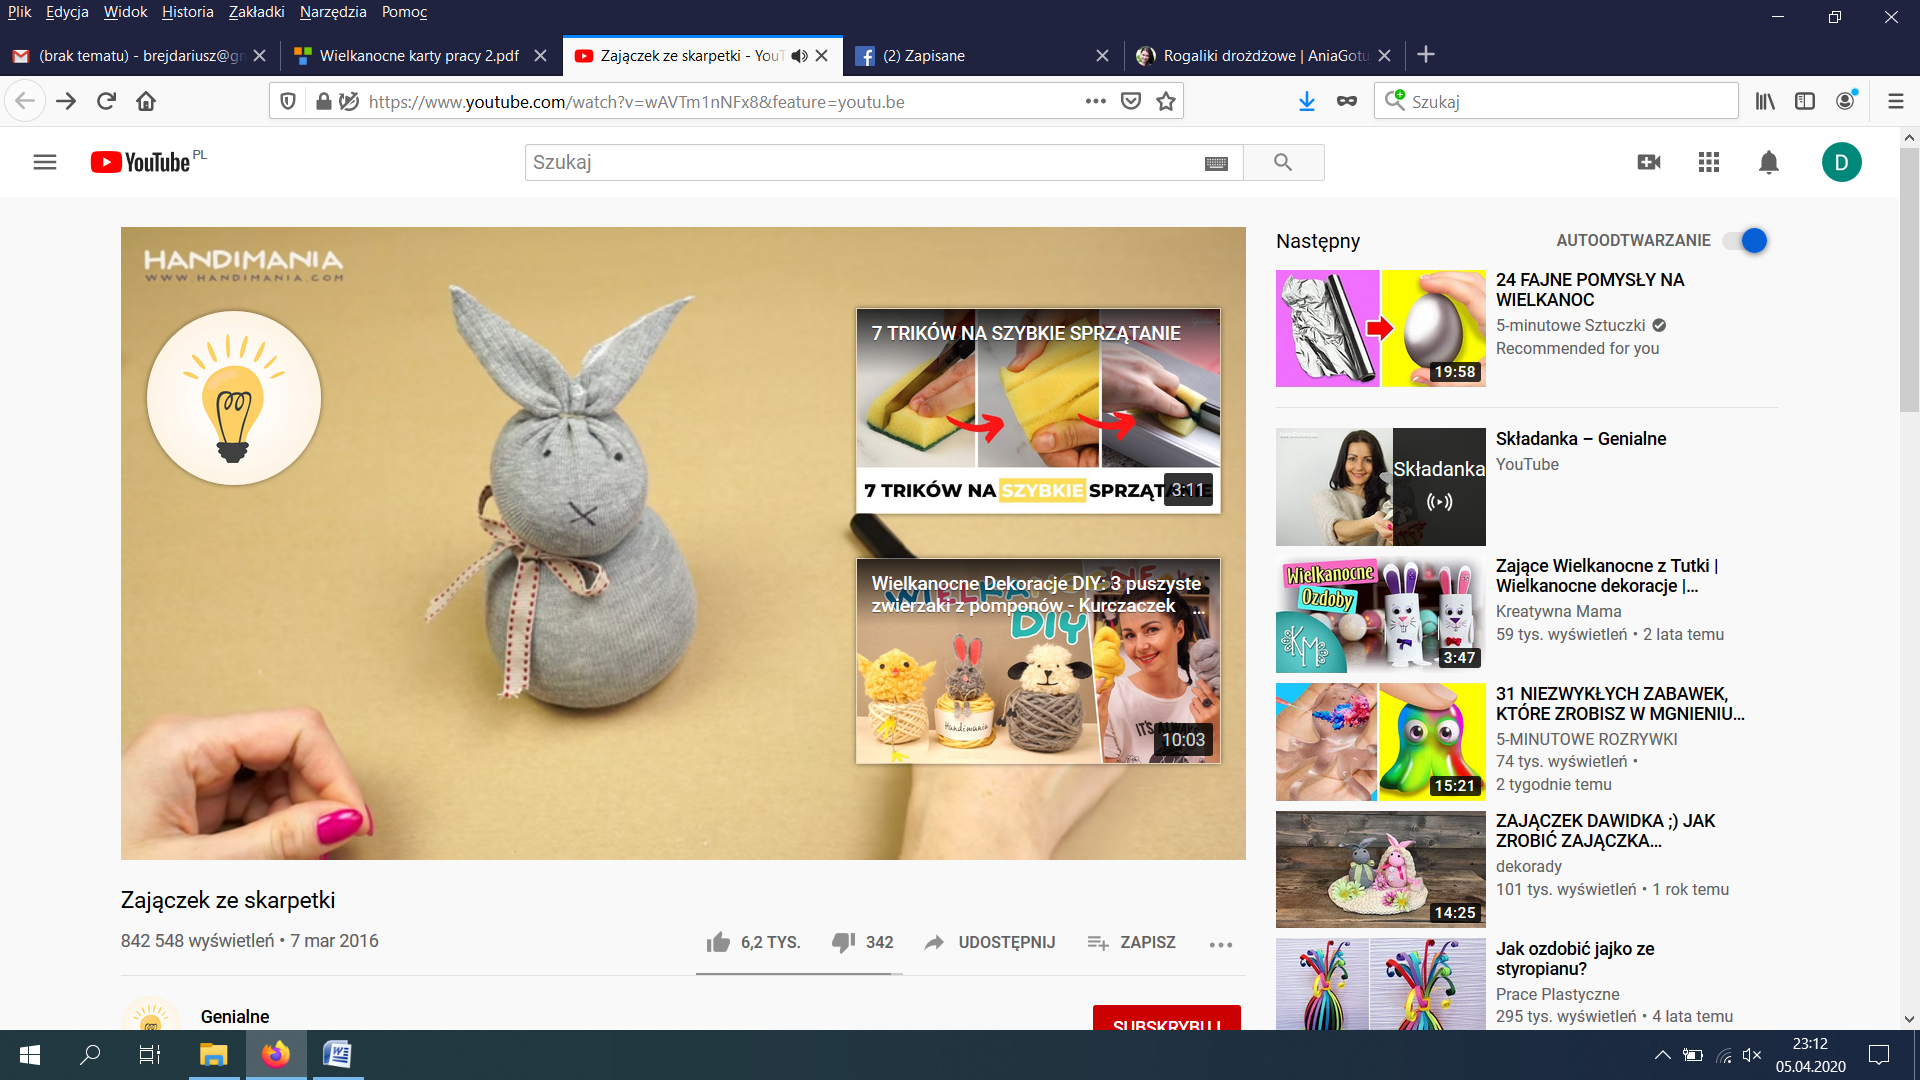 Plik Edycja Widok Historia Zakładki Narzędzia Pomoc
(brak tematu) - brejdariusz@gm
Wielkanocne karty pracy 2.pdf
Zajączek ze skarpetki - YouT
(2) Zapisane
Rogaliki drożdżowe | AniaGotu
https://www.youtube.com/watch?v=wAVTm1nNFx8&feature=youtu.be
Szukaj
YouTube PL
Szukaj
D
HANDIMANIA
WWW.HANDIMANIA.COM
7 TRIKÓW NA SZYBKIE SPRZĄTANIE
7 TRIKÓW NA SZYBKIE SPRZĄTANIE
3:11
Wielkanocne Dekoracje DIY: 3 puszyste
zwierzaki z pomponów - Kurczaczek ...
DIY
Handimania
IT'S ALWAYS
10:03
Następny
AUTOODTWARZANIE
24 FAJNE POMYSŁY NA
WIELKANOC
5-minutowe Sztuczki
Recommended for you
19:58
Składanka – Genialne
YouTube
Składanka
Wielkanocne
Ozdoby
KM
3:47
Zające Wielkanocne z Tutki |
Wielkanocne dekoracje |...
Kreatywna Mama
59 tys. wyświetleń • 2 lata temu
31 NIEZWYKŁYCH ZABAWEK,
KTÓRE ZROBISZ W MGNIENIU...
5-MINUTOWE ROZRYWKI
74 tys. wyświetleń •
2 tygodnie temu
15:21
ZAJĄCZEK DAWIDKA ;) JAK
ZROBIĆ ZAJĄCZKA...
dekorady
101 tys. wyświetleń • 1 rok temu
14:25
Jak ozdobić jajko ze
styropianu?
Prace Plastyczne
295 tys. wyświetleń • 4 lata temu
Zajączek ze skarpetki
842 548 wyświetleń • 7 mar 2016
6,2 TYS.
342
UDOSTĘPNIJ
ZAPISZ
Genialne
SUBSKRYBUJ
23:12
05.04.2020